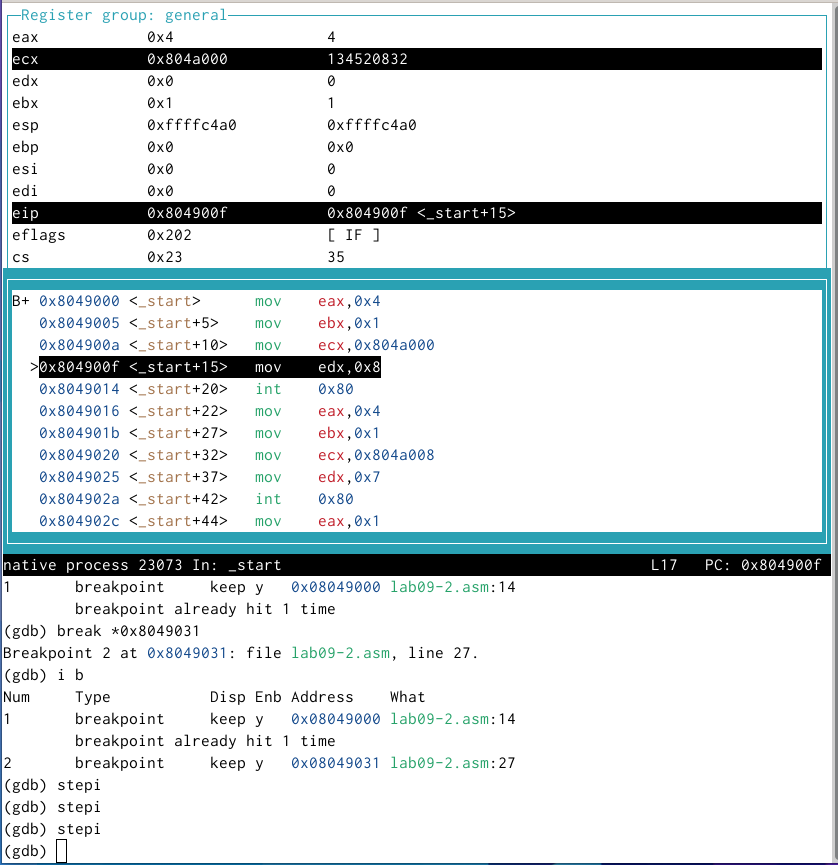 Register group: general
eax 0x4 4
ecx 0x804a000 134520832
edx 0x0 0
ebx 0x1 1
esp 0xffffc4a0 0xffffc4a0
ebp 0x0 0x0
esi 0x0 0
edi 0x0 0
eip 0x804900f 0x804900f <_start+15>
eflags 0x202 [ IF ]
cs 0x23 35
B+ 0x8049000 <_start> mov eax,0x4
0x8049005 <_start+5> mov ebx,0x1
0x804900a <_start+10> mov ecx,0x804a000
>0x804900f <_start+15> mov edx,0x8
0x8049014 <_start+20> int 0x80
0x8049016 <_start+22> mov eax,0x4
0x804901b <_start+27> mov ebx,0x1
0x8049020 <_start+32> mov ecx,0x804a008
0x8049025 <_start+37> mov edx,0x7
0x804902a <_start+42> int 0x80
0x804902c <_start+44> mov eax,0x1
native process 23073 In: _start L17 PC: 0x804900f
1 breakpoint keep y 0x08049000 lab09-2.asm:14
breakpoint already hit 1 time
(gdb) break *0x8049031
Breakpoint 2 at 0x8049031: file lab09-2.asm, line 27.
(gdb) i b
Num Type Disp Enb Address What
1 breakpoint keep y 0x08049000 lab09-2.asm:14
breakpoint already hit 1 time
2 breakpoint keep y 0x08049031 lab09-2.asm:27
(gdb) stepi
(gdb) stepi
(gdb) stepi
(gdb)